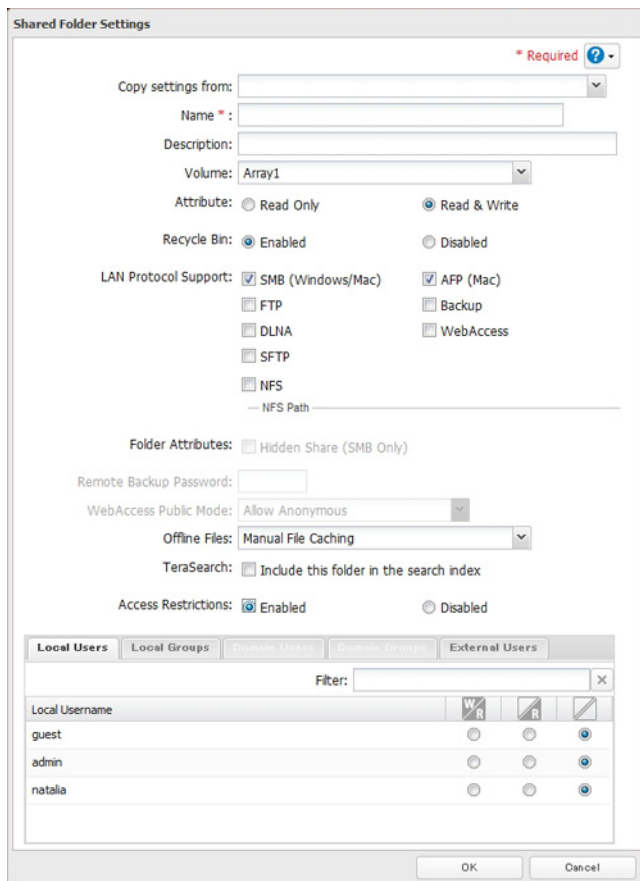 Shared Folder Settings
* Required
Copy settings from:
Name * :
Description:
Volume: Array1
Attribute: Read Only Read & Write
Recycle Bin: Enabled Disabled
LAN Protocol Support: SMB (Windows/Mac) AFP (Mac)
FTP Backup
DLNA WebAccess
SFTP
NFS
NFS Path
Folder Attributes: Hidden Share (SMB Only)
Remote Backup Password:
WebAccess Public Mode: Allow Anonymous
Offline Files: Manual File Caching
TeraSearch: Include this folder in the search index
Access Restrictions: Enabled Disabled
Local Users Local Groups Domain Users Domain Groups External Users
Filter:
Local Username W/R R
guest
admin
natalia
OK Cancel